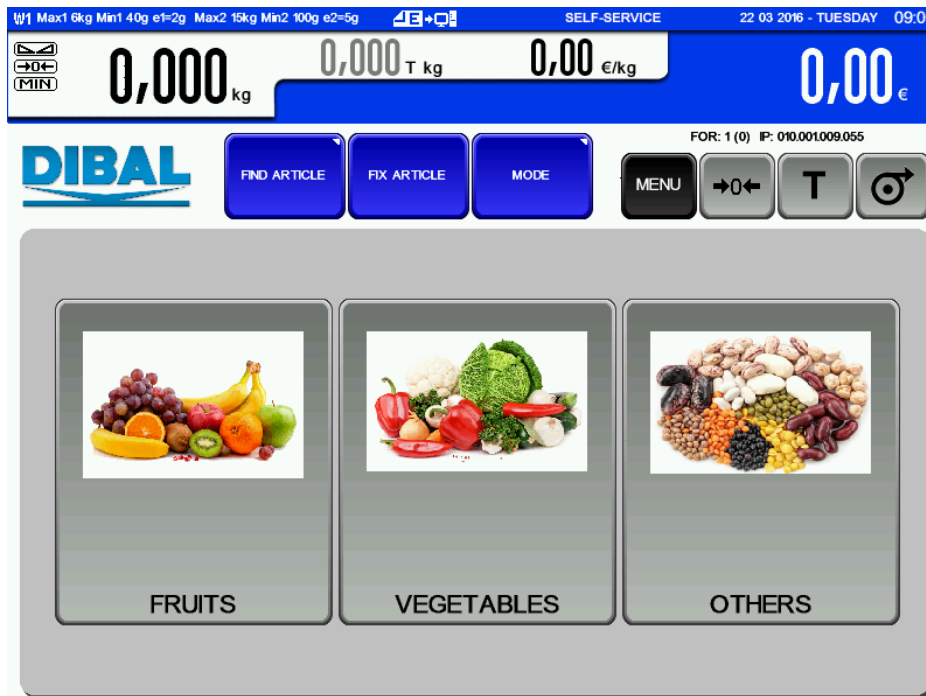 W1 Max1 6kg Min1 40g e1=2g Max2 15kg Min2 100g e2=5g E SELF-SERVICE 22 03 2016 - TUESDAY 09:0
→0←
MIN
0,000 kg
0,000 T kg
0,00 €/kg
0,00 €
DIBAL
FIND ARTICLE
FIX ARTICLE
MODE
FOR: 1 (0) IP: 010.001.009.055
MENU
→0←
T
FRUITS
VEGETABLES
OTHERS